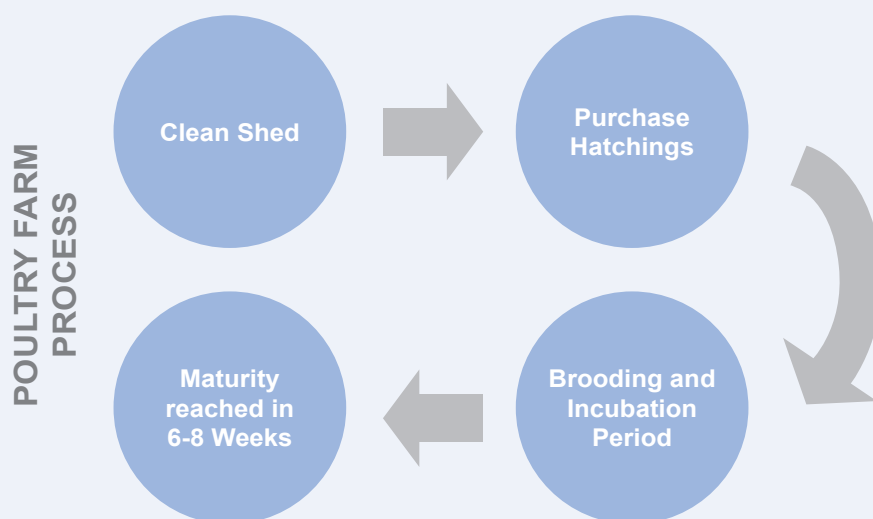 POULTRY FARM
PROCESS
Clean Shed
Purchase
Hatchings
Brooding and
Incubation
Period
Maturity
reached in
6-8 Weeks